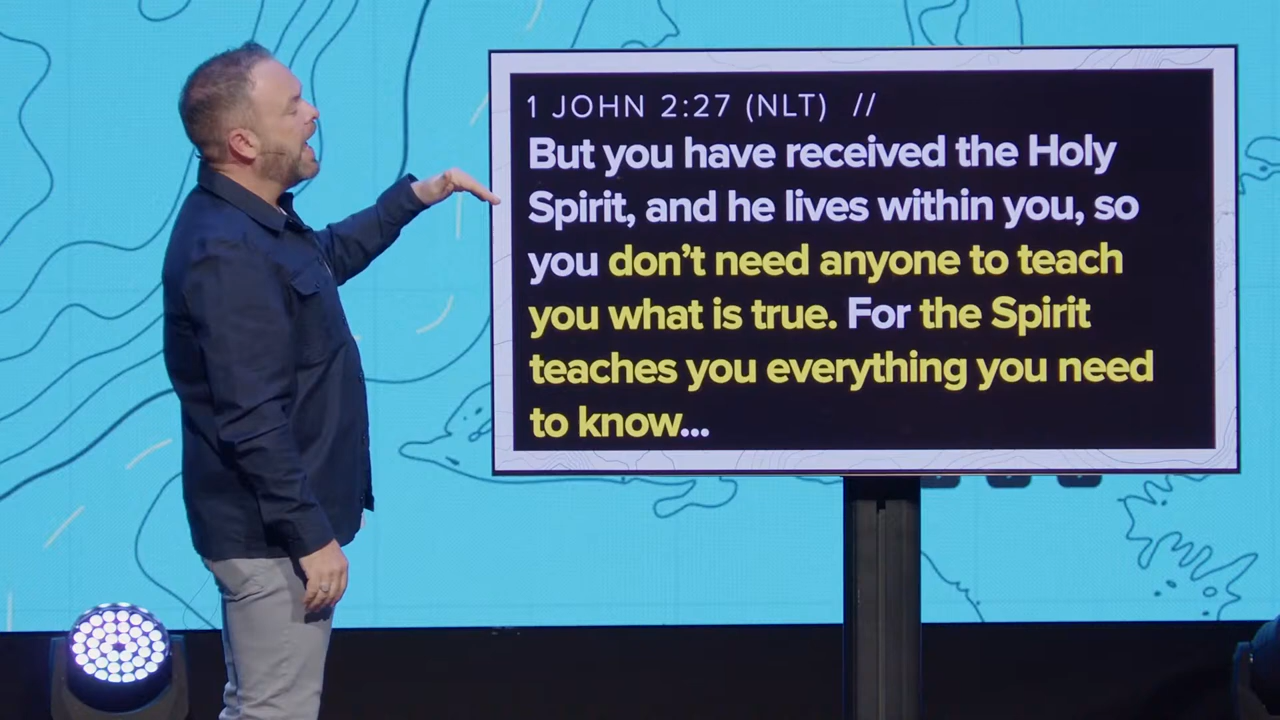 1 JOHN 2:27 (NLT) //
But you have received the Holy
Spirit, and he lives within you, so
you don’t need anyone to teach
you what is true. For the Spirit
teaches you everything you need
to know...